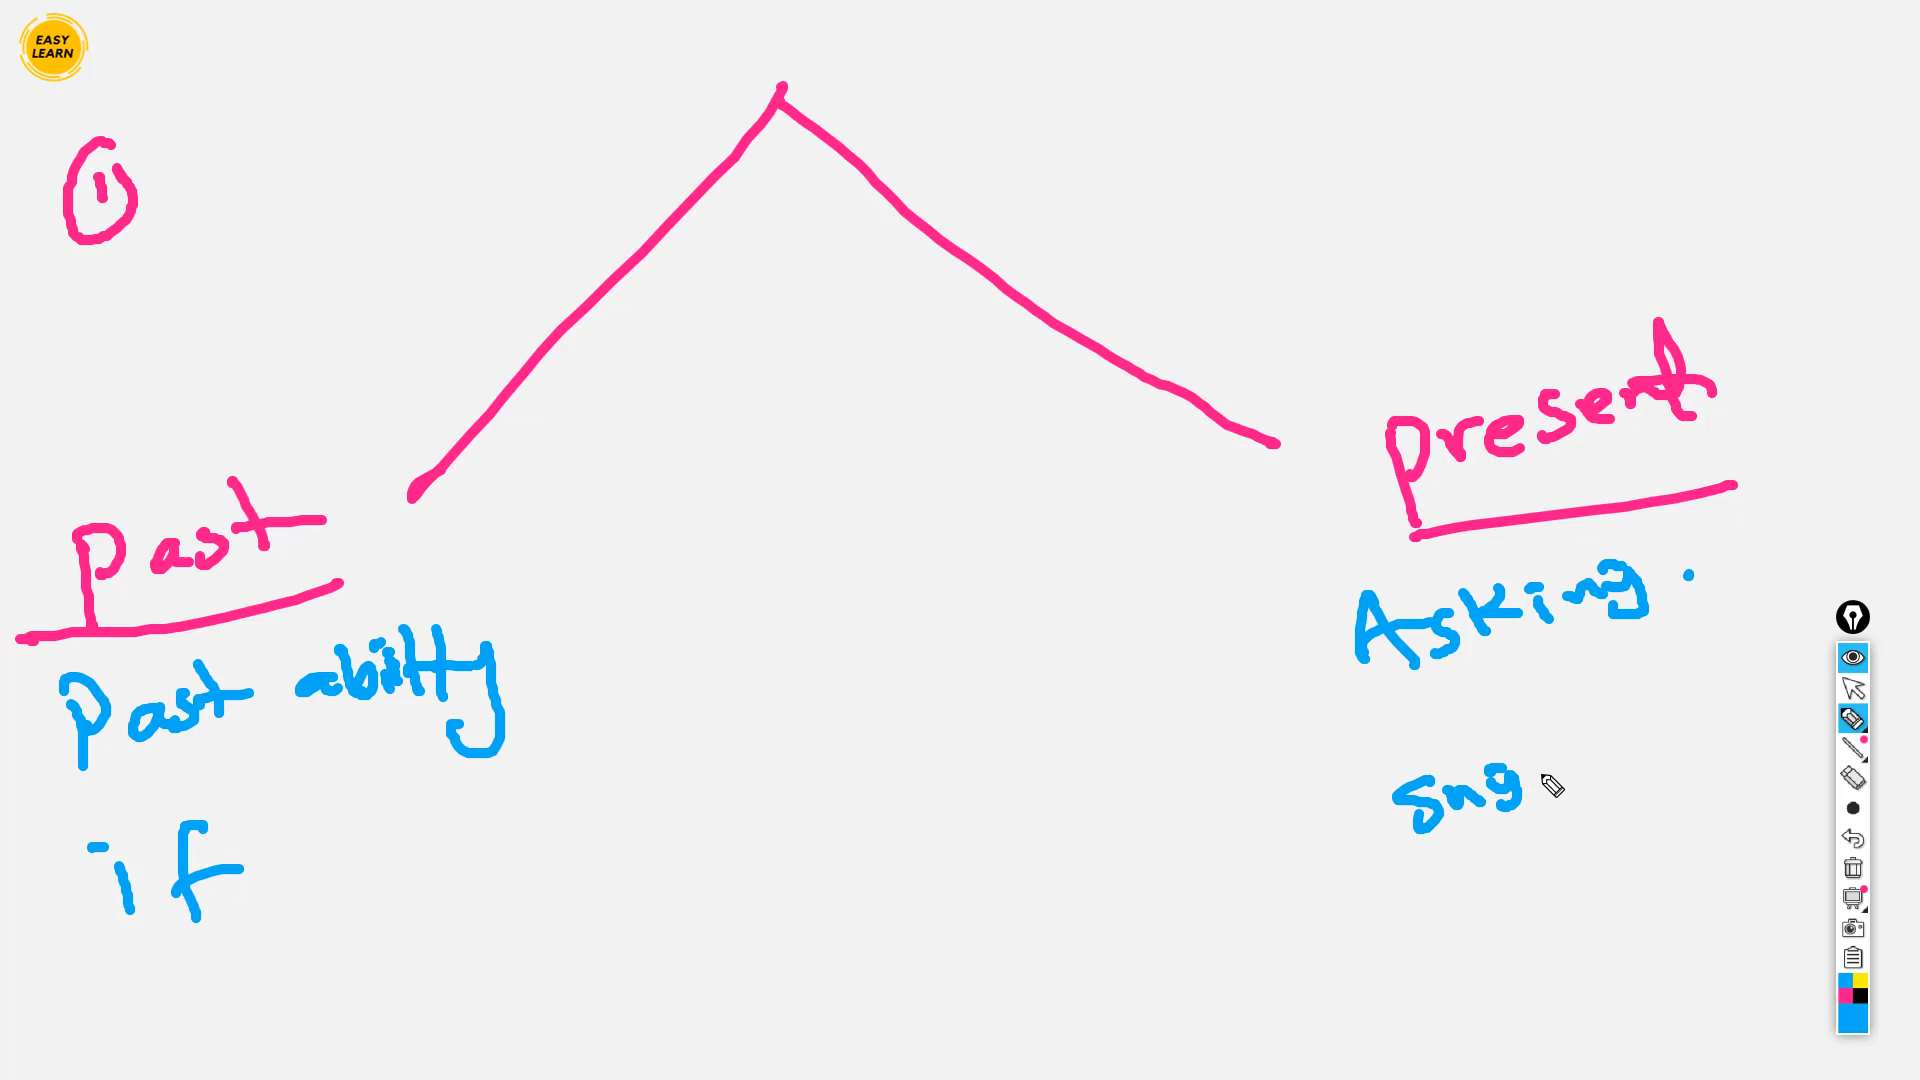 EASY
LEARN
1
Present
Past
Asking.
Past ability
Sng
if